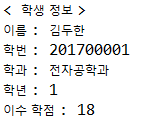 < 학생 정보 >
이름 : 김두한
학번 : 201700001
학과 : 전자공학과
학년 : 1
이수 학점 : 18